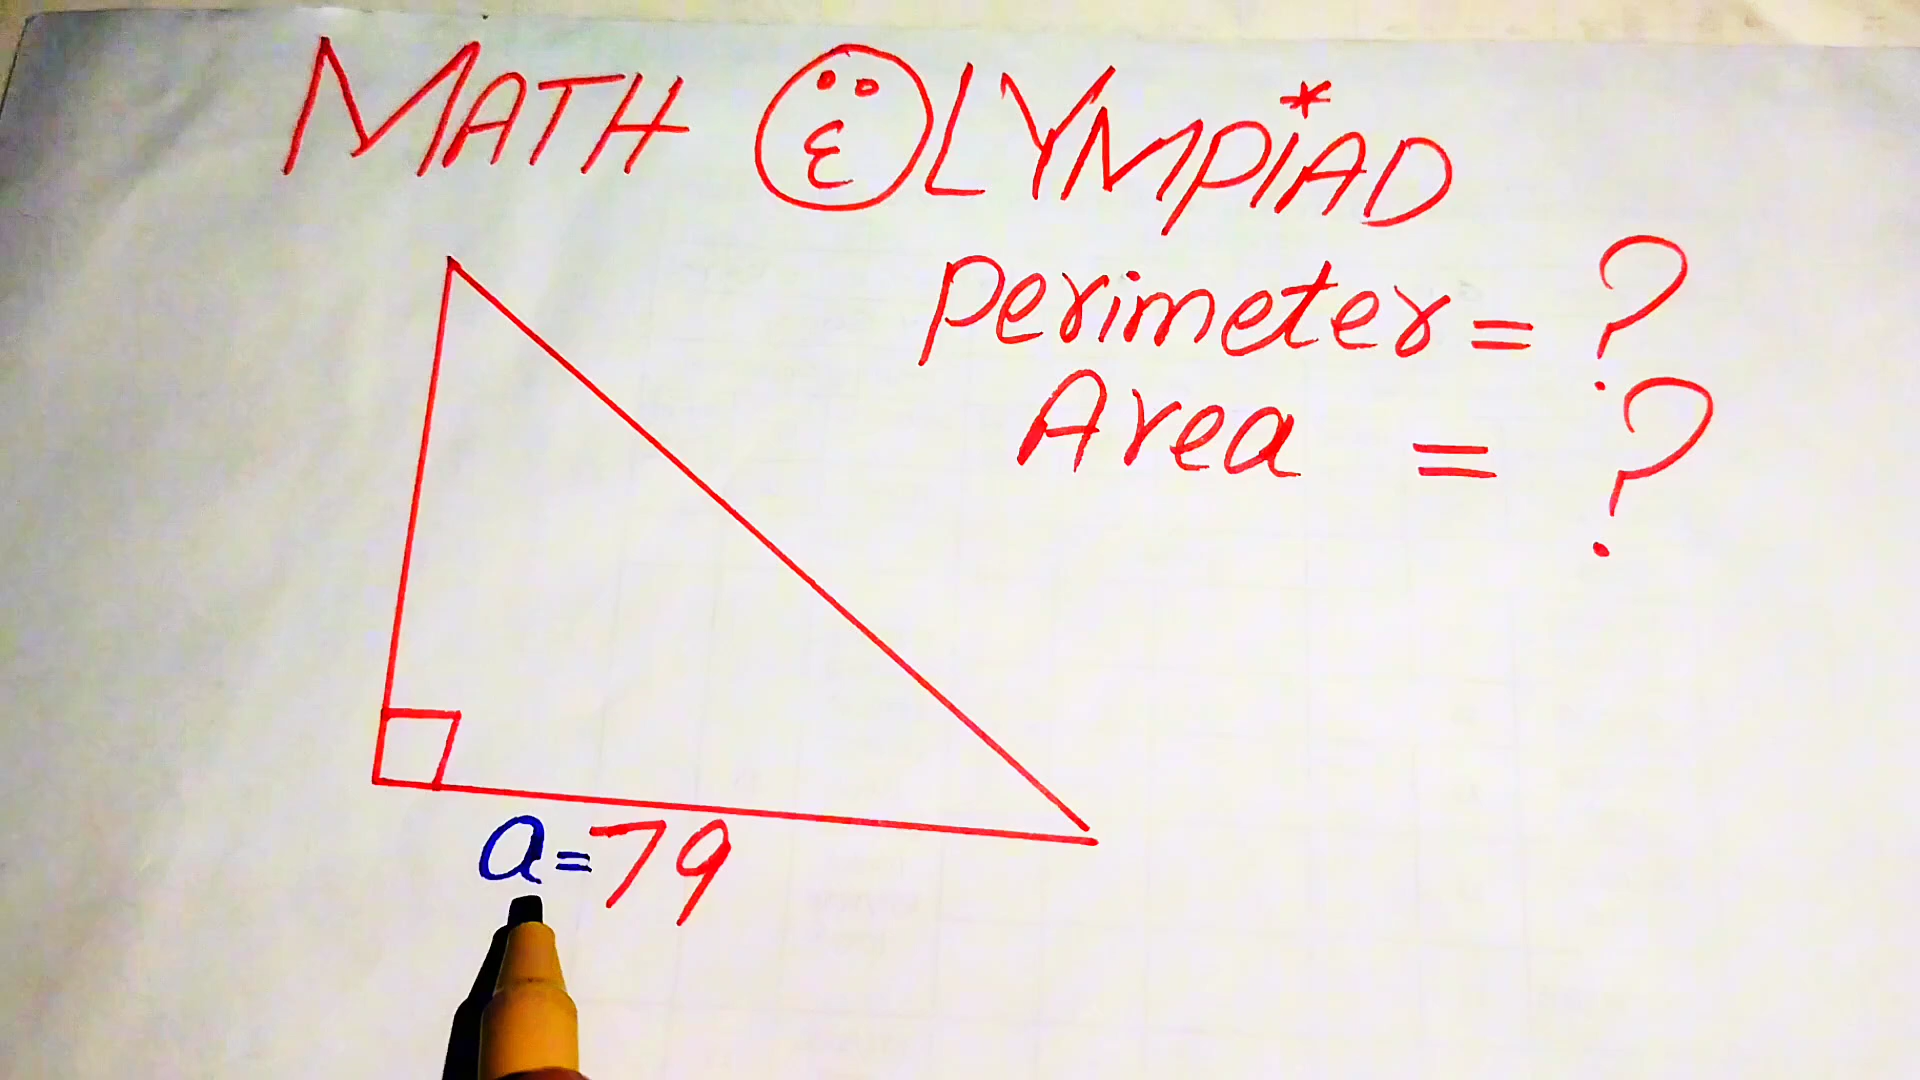 MATH OLYMPiAD
Perimeter = ?
Area = ?
a=79